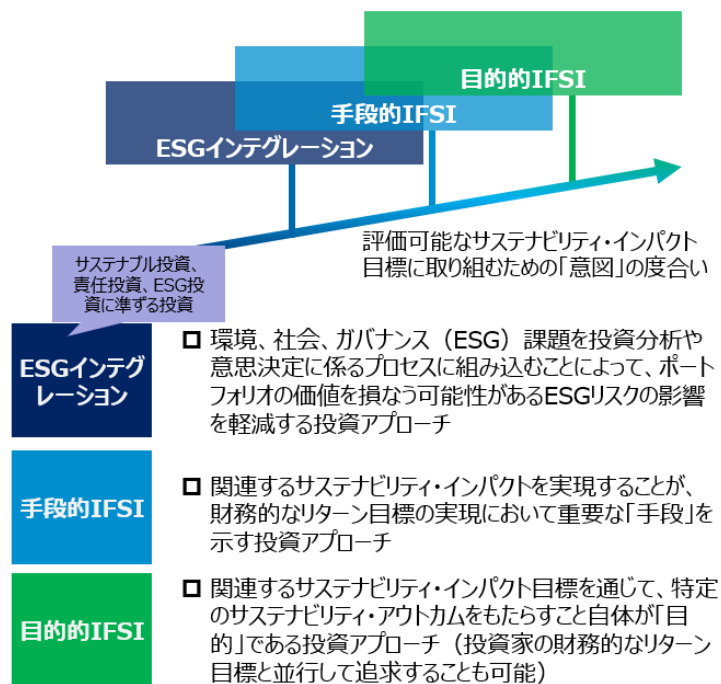 目的的IFSI
手段的IFSI
ESGインテグレーション
評価可能なサステナビリティ・インパクト
目標に取り組むための「意図」の度合い
サステナブル投資、
責任投資、ESG投
資に準ずる投資
ESGインテグ
レーション
環境、社会、ガバナンス（ESG）課題を投資分析や
意思決定に係るプロセスに組み込むことによって、ポート
フォリオの価値を損なう可能性があるESGリスクの影響
を軽減する投資アプローチ
手段的IFSI
関連するサステナビリティ・インパクトを実現することが、
財務的なリターン目標の実現において重要な「手段」を
示す投資アプローチ
目的的IFSI
関連するサステナビリティ・インパクト目標を通じて、特定
のサステナビリティ・アウトカムをもたらすこと自体が「目
的」である投資アプローチ（投資家の財務的なリターン
目標と並行して追求することも可能）